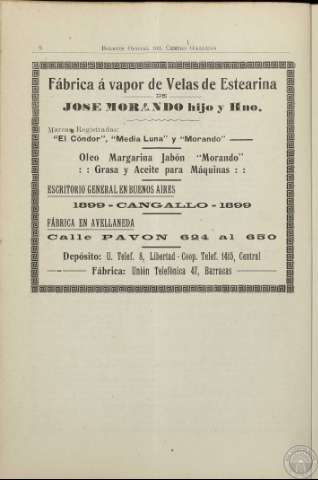 Boletin Oficial del Centro Gallego
Fábrica á vapor de Velas de Estearina
DE
JOSE MORANDO hijo y Hno.
Marcas Registradas:
"El Cóndor", "Media Luna" y "Morando"
Oleo Margarina Jabón "Morando"
: : Grasa y Aceite para Máquinas : :
ESCRITORIO GENERAL EN BUENOS AIRES
1899 - CANGALLO - 1899
FÁBRICA EN AVELLANEDA
Calle PAVON 624 al 650
Depósito: U. Telef. 8, Libertad - Coop. Telef. 1415, Central
Fábrica: Unión Telefónica 47, Barracas